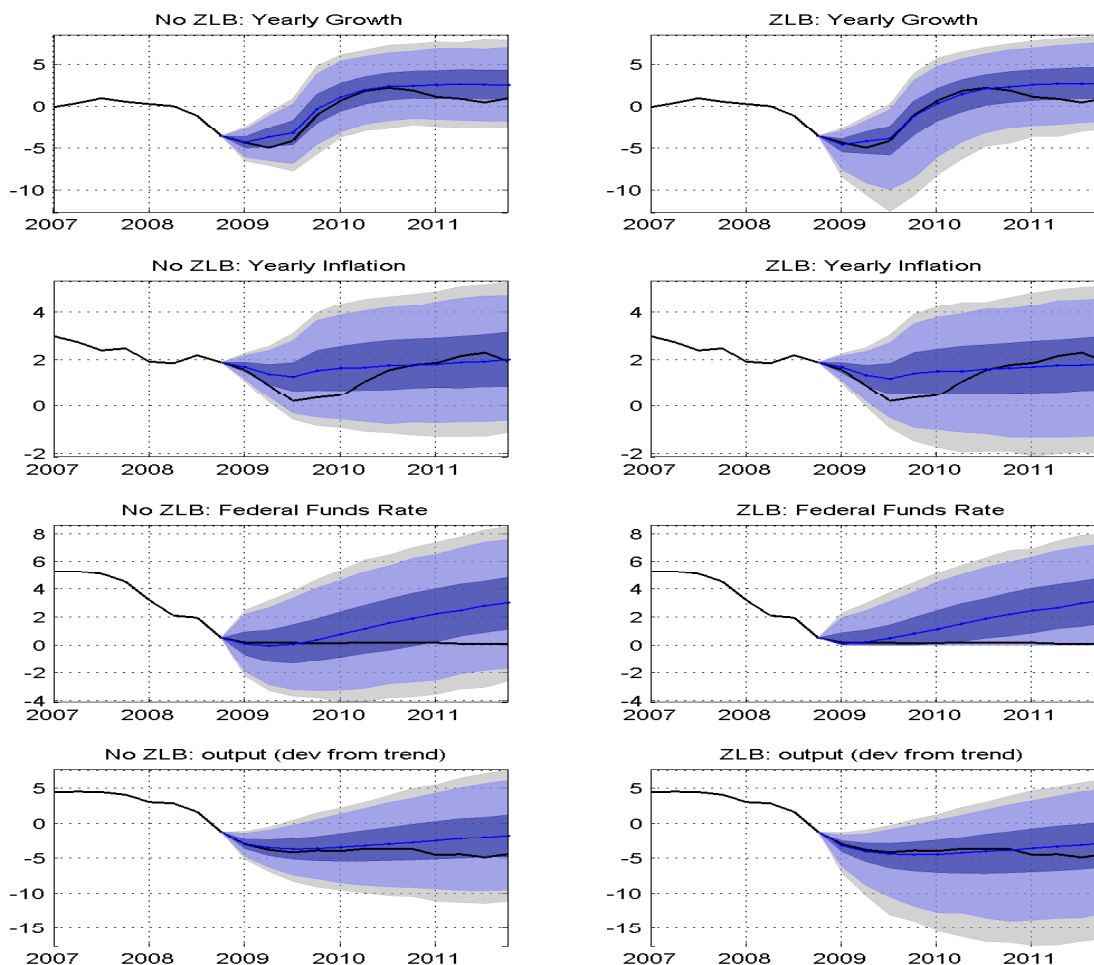 No ZLB: Yearly Growth
5
0
-5
-10
2007 2008 2009 2010 2011
ZLB: Yearly Growth
5
0
-5
-10
2007 2008 2009 2010 2011
No ZLB: Yearly Inflation
4
2
0
-2
2007 2008 2009 2010 2011
ZLB: Yearly Inflation
4
2
0
-2
2007 2008 2009 2010 2011
No ZLB: Federal Funds Rate
8
6
4
2
0
-2
-4
2007 2008 2009 2010 2011
ZLB: Federal Funds Rate
8
6
4
2
0
-2
-4
2007 2008 2009 2010 2011
No ZLB: output (dev from trend)
5
0
-5
-10
-15
2007 2008 2009 2010 2011
ZLB: output (dev from trend)
5
0
-5
-10
-15
2007 2008 2009 2010 2011